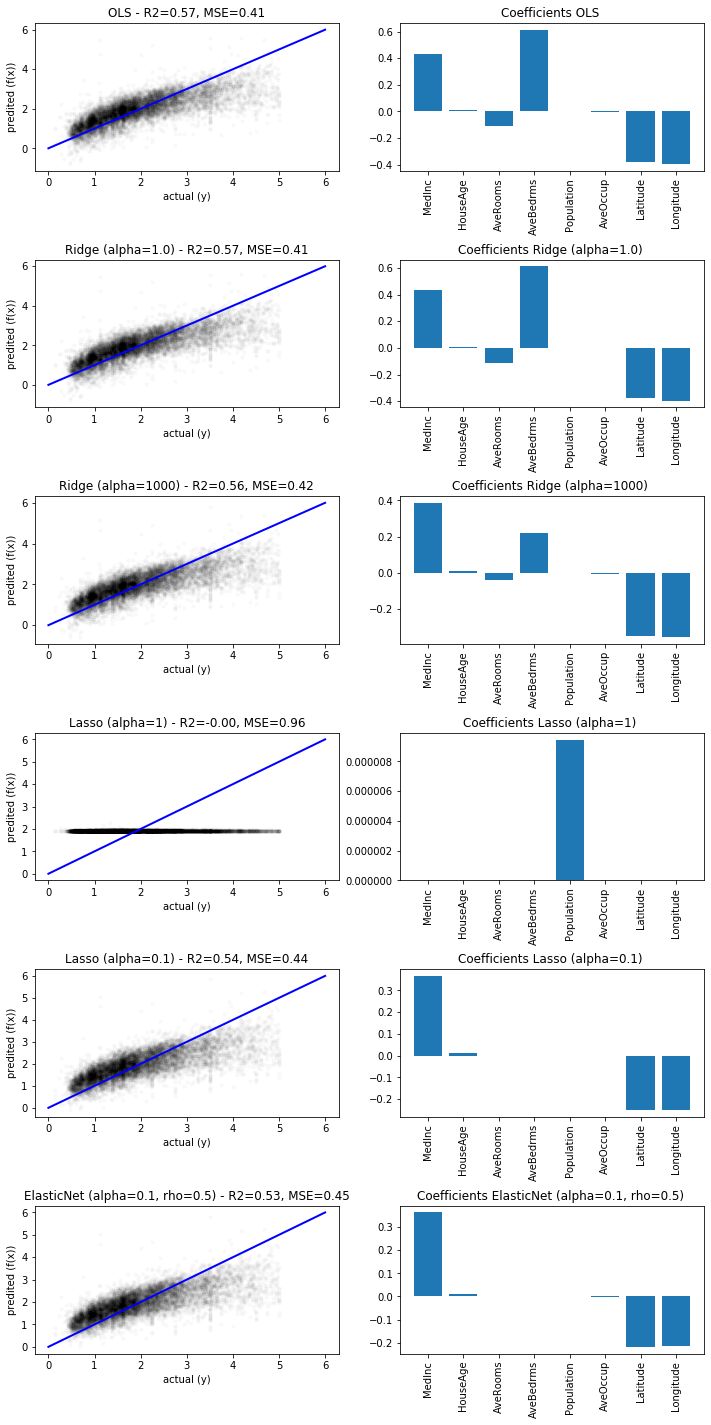 OLS - R2=0.57, MSE=0.41
6
4
2
0
predited (f(x))
0 1 2 3 4 5 6
actual (y)
Coefficients OLS
0.6
0.4
0.2
0.0
−0.2
−0.4
MedInc
HouseAge
AveRooms
AveBedrms
Population
AveOccup
Latitude
Longitude
Ridge (alpha=1.0) - R2=0.57, MSE=0.41
6
4
2
0
predited (f(x))
0 1 2 3 4 5 6
actual (y)
Coefficients Ridge (alpha=1.0)
0.6
0.4
0.2
0.0
−0.2
−0.4
MedInc
HouseAge
AveRooms
AveBedrms
Population
AveOccup
Latitude
Longitude
Ridge (alpha=1000) - R2=0.56, MSE=0.42
6
4
2
0
predited (f(x))
0 1 2 3 4 5 6
actual (y)
Coefficients Ridge (alpha=1000)
0.4
0.2
0.0
−0.2
MedInc
HouseAge
AveRooms
AveBedrms
Population
AveOccup
Latitude
Longitude
Lasso (alpha=1) - R2=-0.00, MSE=0.96
6
5
4
3
2
1
0
predited (f(x))
0 1 2 3 4 5 6
actual (y)
Coefficients Lasso (alpha=1)
0.000008
0.000006
0.000004
0.000002
0.000000
MedInc
HouseAge
AveRooms
AveBedrms
Population
AveOccup
Latitude
Longitude
Lasso (alpha=0.1) - R2=0.54, MSE=0.44
6
5
4
3
2
1
0
predited (f(x))
0 1 2 3 4 5 6
actual (y)
Coefficients Lasso (alpha=0.1)
0.3
0.2
0.1
0.0
−0.1
−0.2
MedInc
HouseAge
AveRooms
AveBedrms
Population
AveOccup
Latitude
Longitude
ElasticNet (alpha=0.1, rho=0.5) - R2=0.53, MSE=0.45
6
5
4
3
2
1
0
predited (f(x))
0 1 2 3 4 5 6
actual (y)
Coefficients ElasticNet (alpha=0.1, rho=0.5)
0.3
0.2
0.1
0.0
−0.1
−0.2
MedInc
HouseAge
AveRooms
AveBedrms
Population
AveOccup
Latitude
Longitude